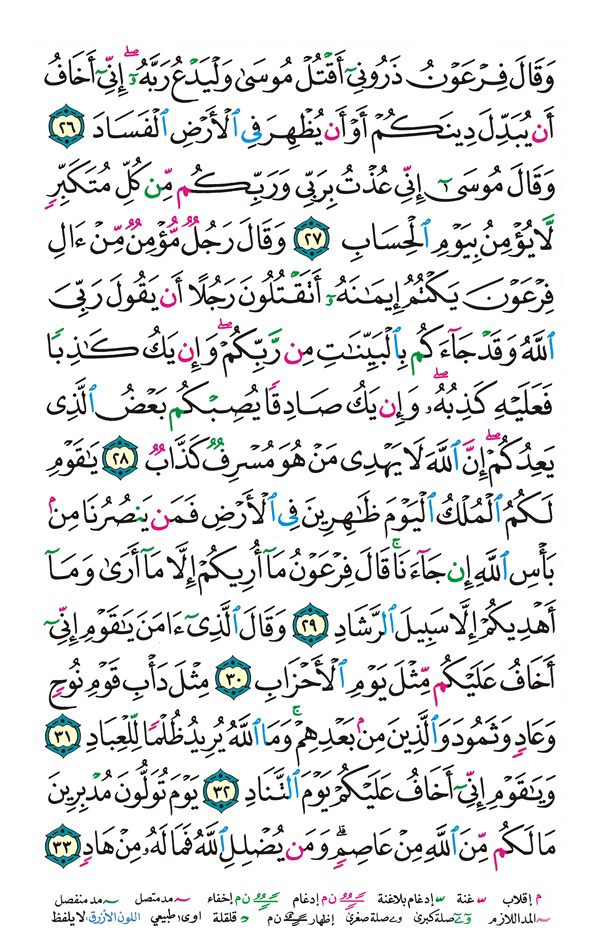 وَقَالَ فِرْعَوْنُ ذَرُونِيٓ أَقْتُلْ مُوسَىٰ وَلْيَدْعُ رَبَّهُۥٓۖ إِنِّيٓ أَخَافُ
أَن يُبَدِّلَ دِينَكُمْ أَوْ أَن يُظْهِرَ فِي ٱلْأَرْضِ ٱلْفَسَادَ ٢٦
وَقَالَ مُوسَىٰٓ إِنِّي عُذْتُ بِرَبِّي وَرَبِّكُم مِّن كُلِّ مُتَكَبِّرٍ
لَّا يُؤْمِنُ بِيَوْمِ ٱلْحِسَابِ ٢٧ وَقَالَ رَجُلٌ مُّؤْمِنٌ مِّنْ ءَالِ
فِرْعَوْنَ يَكْتُمُ إِيمَٰنَهُۥٓ أَتَقْتُلُونَ رَجُلًا أَن يَقُولَ رَبِّيَ
ٱللَّهُ وَقَدْ جَآءَكُم بِٱلْبَيِّنَٰتِ مِن رَّبِّكُمْۖ وَإِن يَكُ كَٰذِبًا
فَعَلَيْهِ كَذِبُهُۥۖ وَإِن يَكُ صَادِقًا يُصِبْكُم بَعْضُ ٱلَّذِي
يَعِدُكُمْۖ إِنَّ ٱللَّهَ لَا يَهْدِي مَنْ هُوَ مُسْرِفٌ كَذَّابٌ ٢٨ يَٰقَوْمِ
لَكُمُ ٱلْمُلْكُ ٱلْيَوْمَ ظَٰهِرِينَ فِي ٱلْأَرْضِ فَمَن يَنصُرُنَا مِنۢ
بَأْسِ ٱللَّهِ إِن جَآءَنَاۚ قَالَ فِرْعَوْنُ مَآ أُرِيكُمْ إِلَّا مَآ أَرَىٰ وَمَآ
أَهْدِيكُمْ إِلَّا سَبِيلَ ٱلرَّشَادِ ٢٩ وَقَالَ ٱلَّذِيٓ ءَامَنَ يَٰقَوْمِ إِنِّيٓ
أَخَافُ عَلَيْكُم مِّثْلَ يَوْمِ ٱلْأَحْزَابِ ٣٠ مِثْلَ دَأْبِ قَوْمِ نُوحٍ
وَعَادٍ وَثَمُودَ وَٱلَّذِينَ مِنۢ بَعْدِهِمْۚ وَمَا ٱللَّهُ يُرِيدُ ظُلْمًا لِّلْعِبَادِ ٣١
وَيَٰقَوْمِ إِنِّيٓ أَخَافُ عَلَيْكُمْ يَوْمَ ٱلتَّنَادِ ٣٢ يَوْمَ تُوَلُّونَ مُدْبِرِينَ
مَا لَكُم مِّنَ ٱللَّهِ مِنْ عَاصِمٍۗ وَمَن يُضْلِلِ ٱللَّهُ فَمَا لَهُۥ مِنْ هَادٍ ٣٣
م إقلاب غنة إدغام بلاغنة ن م إدغام ن م إخفاء مد متصل مد منفصل
المد اللازم صلة كبرى صلة صغرى إظهار ن م قلقلة اوى طبيعي اللون الأزرق: لا يلفظ